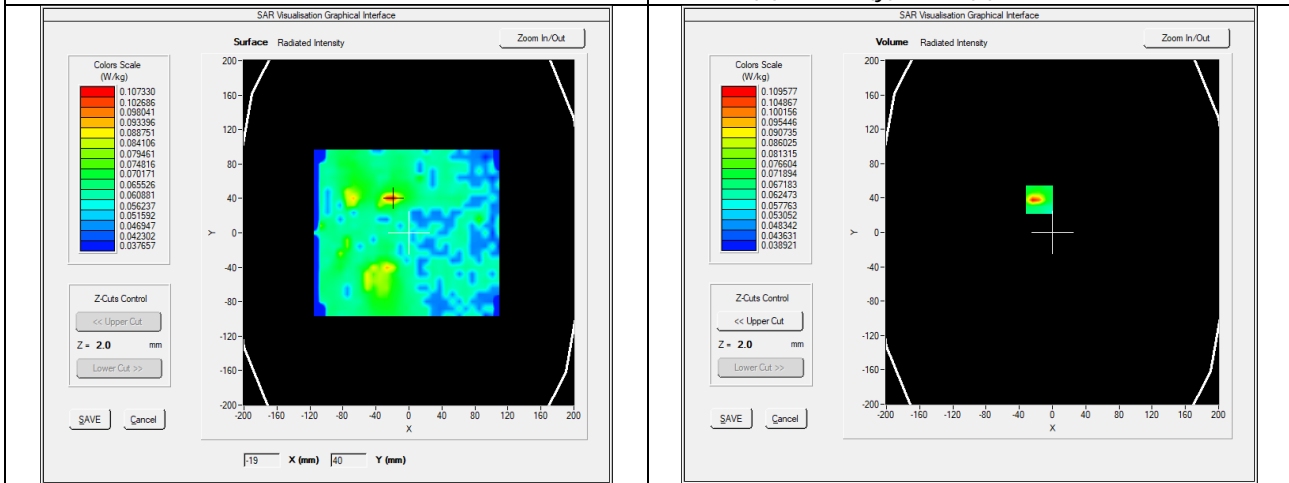 SAR Visualisation Graphical Interface
Surface Radiated Intensity
Zoom In/Out
Colors Scale
(W/kg)
0.107330
0.102686
0.098041
0.093396
0.088751
0.084106
0.079461
0.074816
0.070171
0.065526
0.060881
0.056237
0.051592
0.046947
0.042302
0.037657
Z-Cuts Control
<< Upper Cut
Z = 2.0 mm
Lower Cut >>
SAVE Cancel
200
160
120
80
40
0
-40
-80
-120
-160
-200
Y
-200 -160 -120 -80 -40 0 40 80 120 160 200
X
-19 X (mm) 40 Y (mm)
SAR Visualisation Graphical Interface
Volume Radiated Intensity
Zoom In/Out
Colors Scale
(W/kg)
0.109577
0.104867
0.100156
0.095446
0.090735
0.086025
0.081315
0.076604
0.071894
0.067183
0.062473
0.057763
0.053052
0.048342
0.043631
0.038921
Z-Cuts Control
<< Upper Cut
Z = 2.0 mm
Lower Cut >>
SAVE Cancel
200
160
120
80
40
0
-40
-80
-120
-160
-200
Y
-200 -160 -120 -80 -40 0 40 80 120 160 200
X